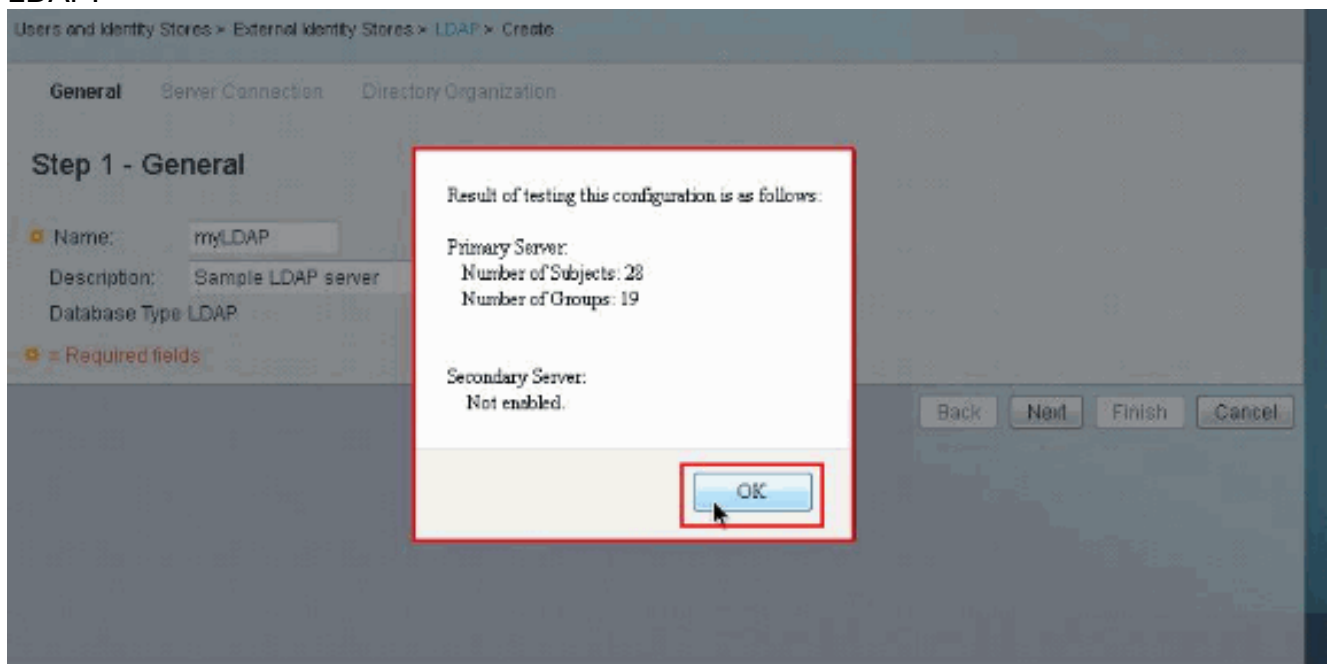 Users and Identity Stores > External Identity Stores > LDAP > Create
General Server Connection Directory Organization
Step 1 - General
Name: myLDAP
Description: Sample LDAP server
Database Type LDAP
= Required fields
Result of testing this configuration is as follows:
Primary Server:
Number of Subjects: 28
Number of Groups: 19
Secondary Server:
Not enabled.
OK
Back Next Finish Cancel